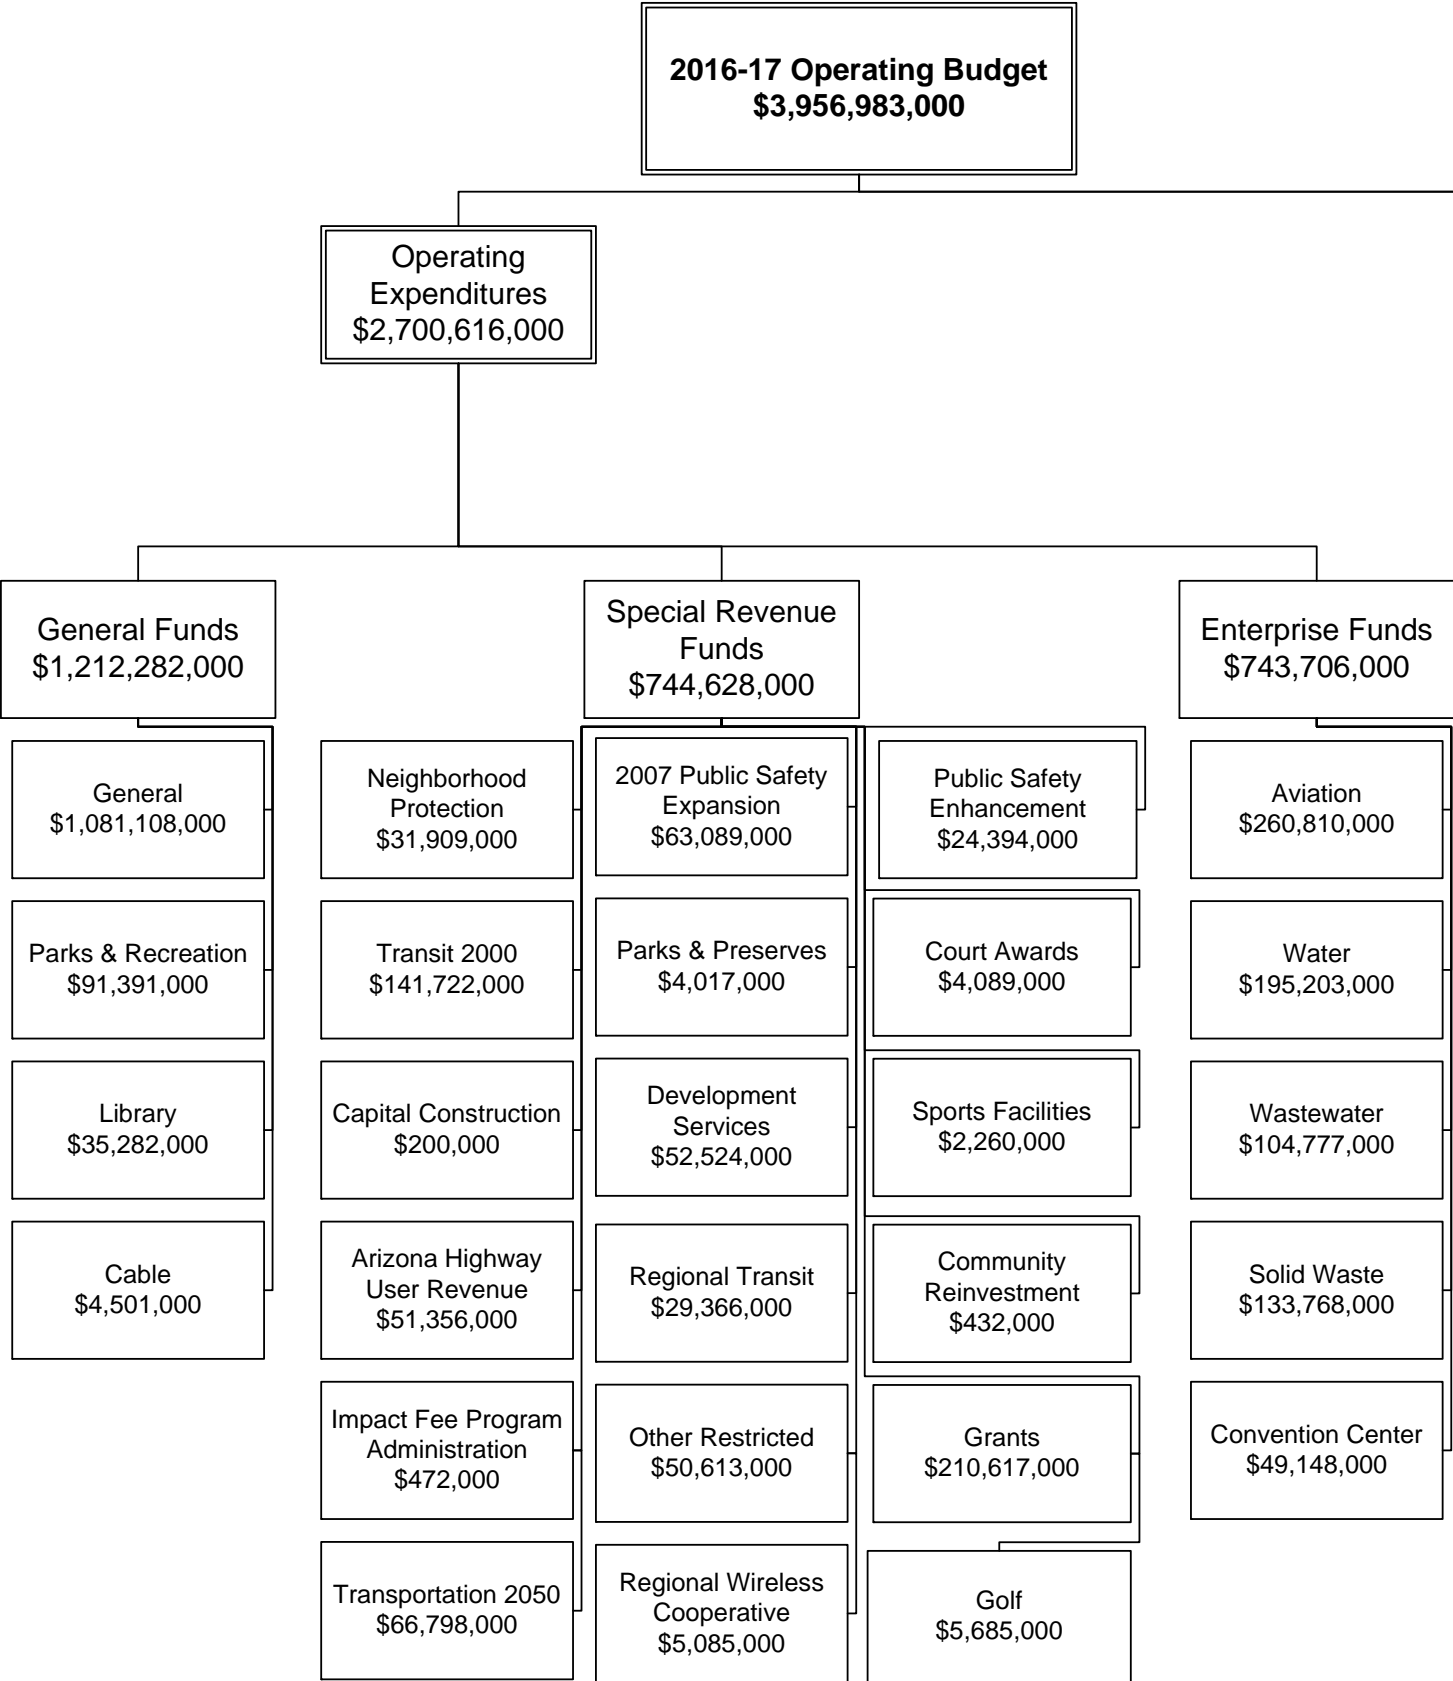 2016-17 Operating Budget
$3,956,983,000
Operating
Expenditures
$2,700,616,000
General Funds
$1,212,282,000
Special Revenue
Funds
$744,628,000
Enterprise Funds
$743,706,000
General
$1,081,108,000
Parks & Recreation
$91,391,000
Library
$35,282,000
Cable
$4,501,000
Neighborhood
Protection
$31,909,000
Transit 2000
$141,722,000
Capital Construction
$200,000
Arizona Highway
User Revenue
$51,356,000
Impact Fee Program
Administration
$472,000
Transportation 2050
$66,798,000
2007 Public Safety
Expansion
$63,089,000
Parks & Preserves
$4,017,000
Development
Services
$52,524,000
Regional Transit
$29,366,000
Other Restricted
$50,613,000
Regional Wireless
Cooperative
$5,085,000
Public Safety
Enhancement
$24,394,000
Court Awards
$4,089,000
Sports Facilities
$2,260,000
Community
Reinvestment
$432,000
Grants
$210,617,000
Golf
$5,685,000
Aviation
$260,810,000
Water
$195,203,000
Wastewater
$104,777,000
Solid Waste
$133,768,000
Convention Center
$49,148,000